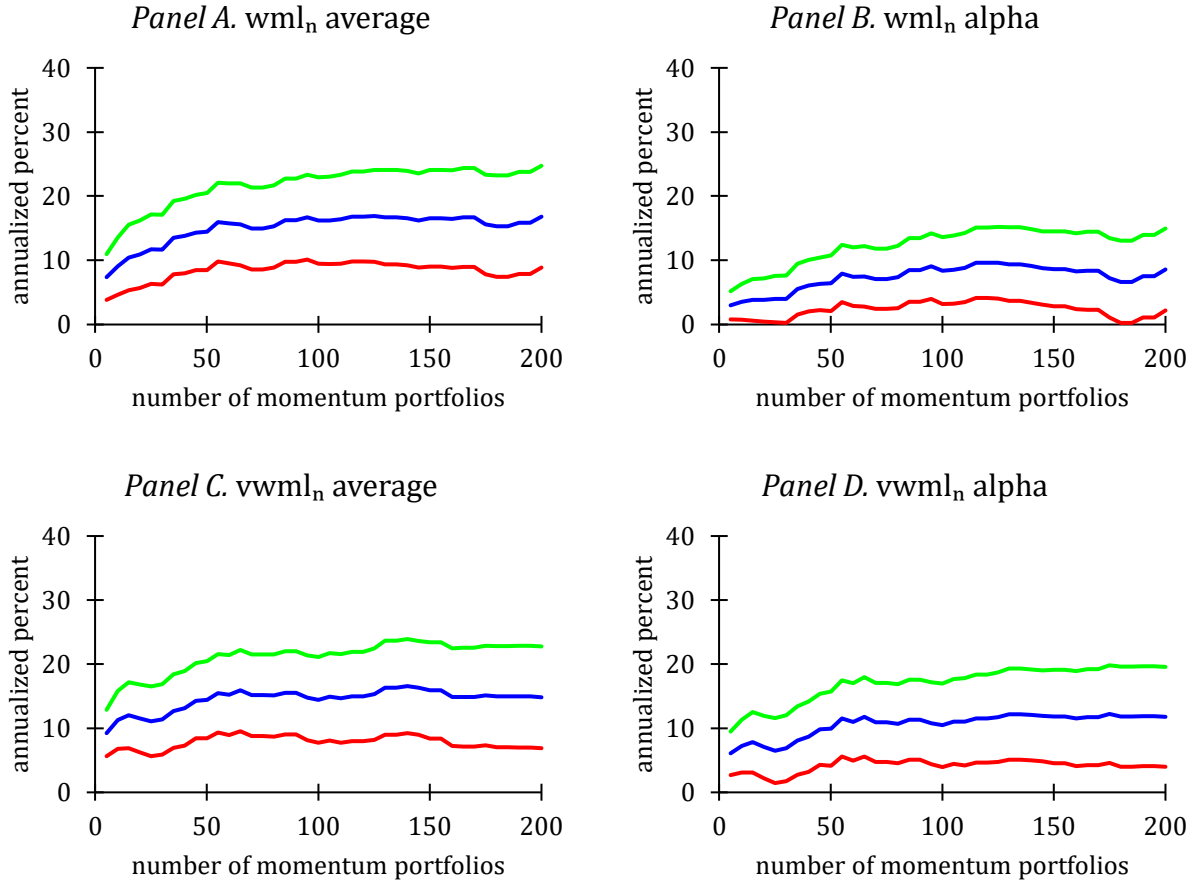 Panel A. wmlₙ average
annualized percent
40
30
20
10
0
0 50 100 150 200
number of momentum portfolios
Panel B. wmlₙ alpha
annualized percent
40
30
20
10
0
0 50 100 150 200
number of momentum portfolios
Panel C. vwmlₙ average
annualized percent
40
30
20
10
0
0 50 100 150 200
number of momentum portfolios
Panel D. vwmlₙ alpha
annualized percent
40
30
20
10
0
0 50 100 150 200
number of momentum portfolios